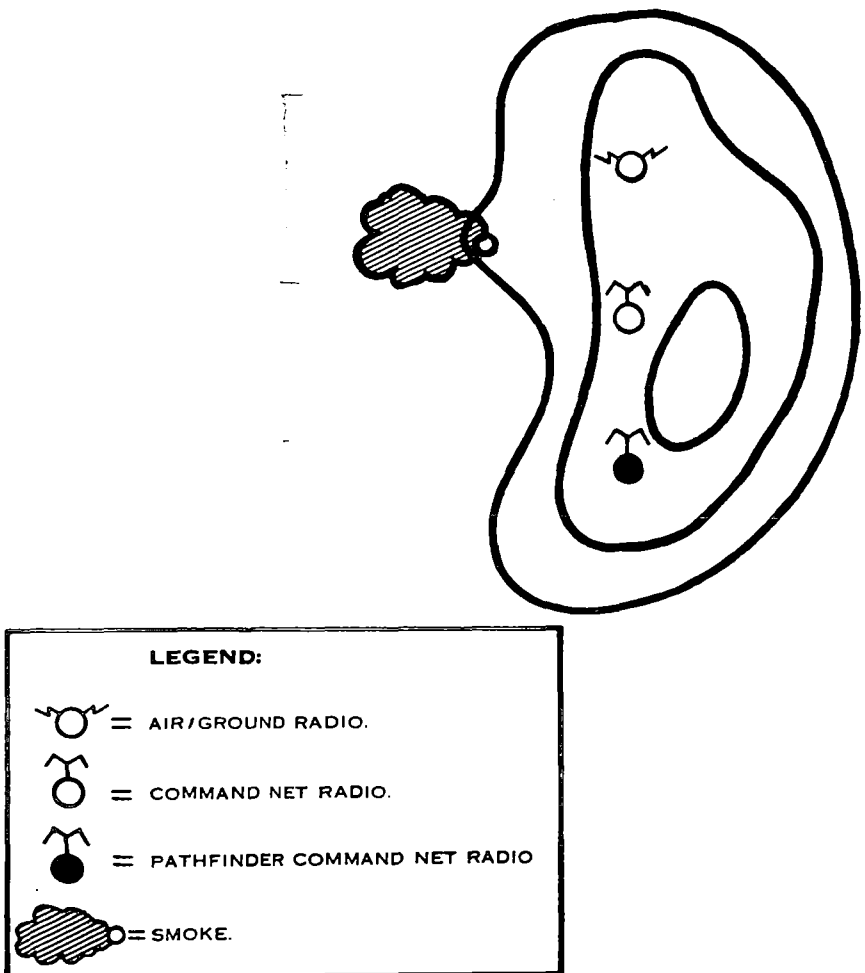 LEGEND:
= AIR/GROUND RADIO.
= COMMAND NET RADIO.
= PATHFINDER COMMAND NET RADIO
= SMOKE.